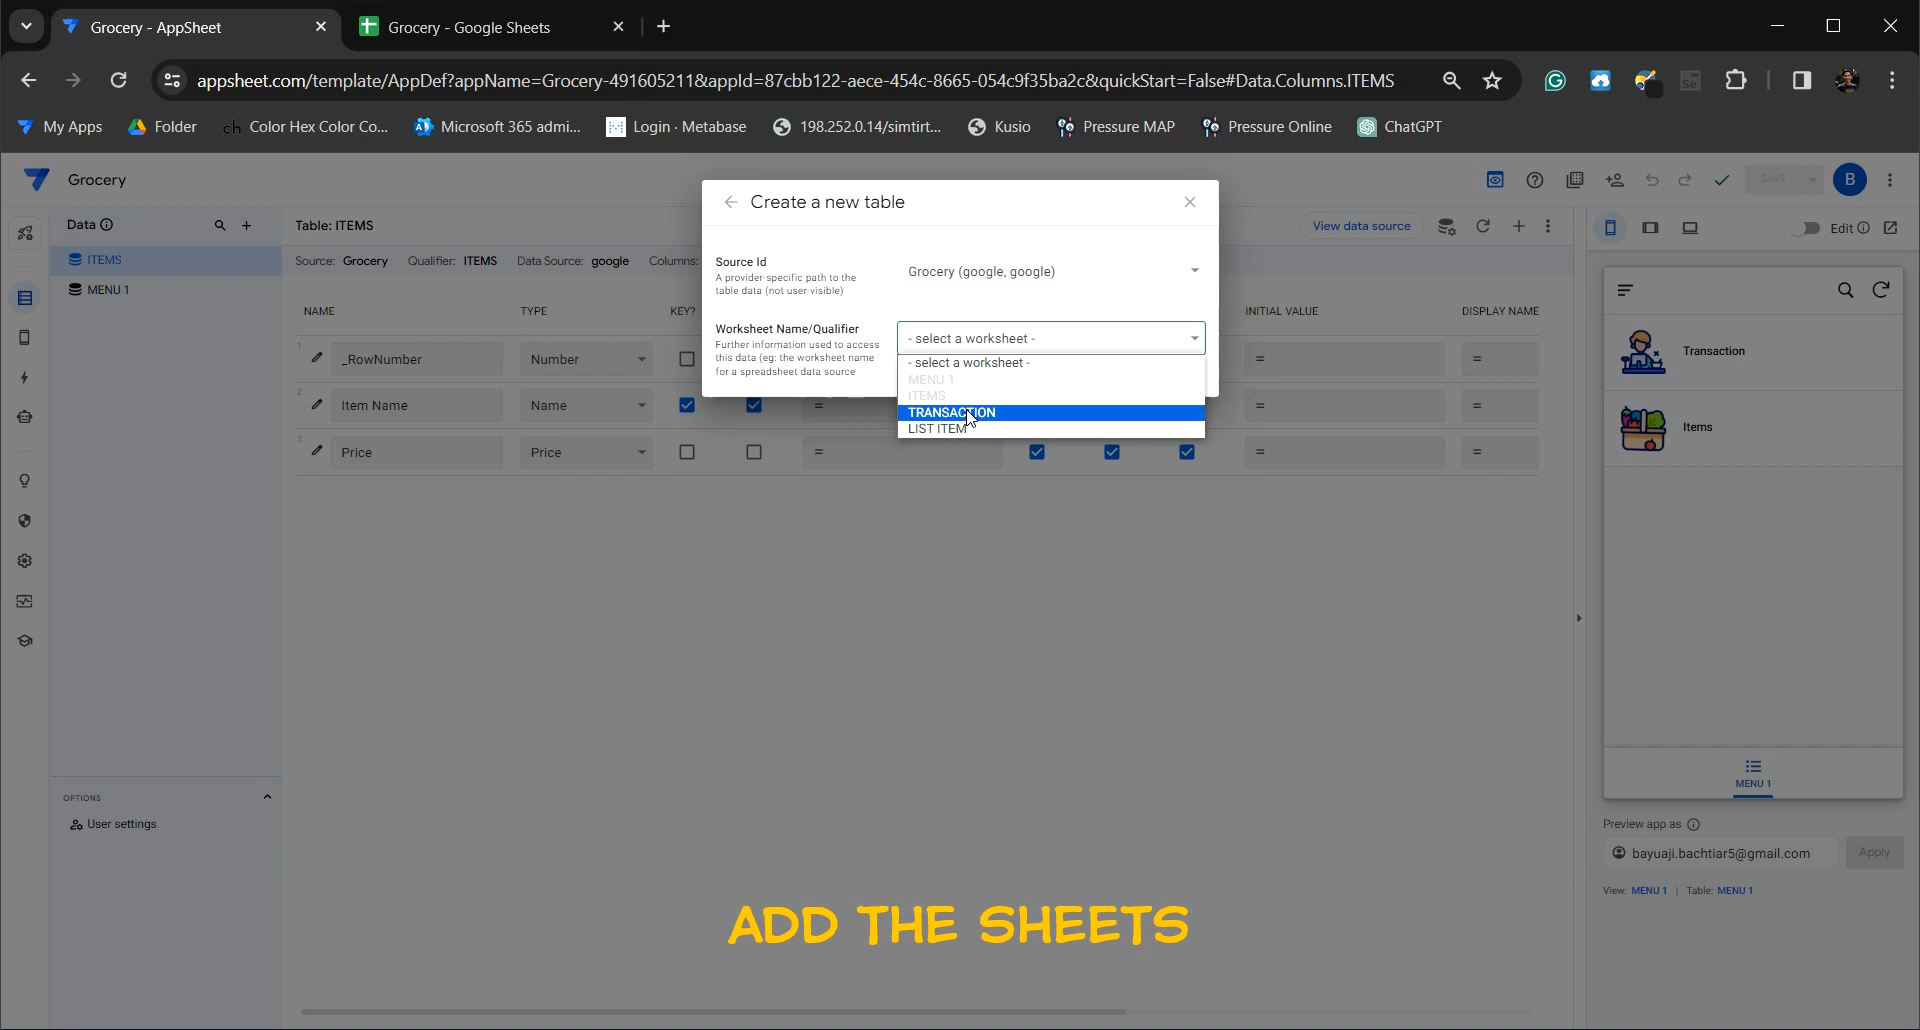 Grocery - AppSheet
Grocery - Google Sheets
appsheet.com/template/AppDef?appName=Grocery-491605211&appId=87cbb122-aece-454c-8665-054c9f35ba2c&quickStart=False#Data.Columns.ITEMS
My Apps
Folder
ch Color Hex Color Co...
Microsoft 365 admi...
Login · Metabase
198.252.0.14/simtirt...
Kusio
Pressure MAP
Pressure Online
ChatGPT
Grocery
SAVE
B
Data
ITEMS
MENU 1
OPTIONS
User settings
Table: ITEMS
View data source
Source: Grocery Qualifier: ITEMS Data Source: google Columns:
NAME TYPE KEY? INITIAL VALUE DISPLAY NAME
1 _RowNumber Number = =
2 Item Name Name = = =
3 Price Price = = =
Create a new table
Source Id
A provider-specific path to the
table data (not user-visible)
Grocery (google, google)
Worksheet Name/Qualifier
Further information used to access
this data (eg: the worksheet name
for a spreadsheet data source
- select a worksheet -
- select a worksheet -
MENU 1
ITEMS
TRANSACTION
LIST ITEM
Edit
Transaction
Items
MENU 1
Preview app as
bayuaji.bachtiar5@gmail.com
Apply
View: MENU 1 | Table: MENU 1
ADD THE SHEETS